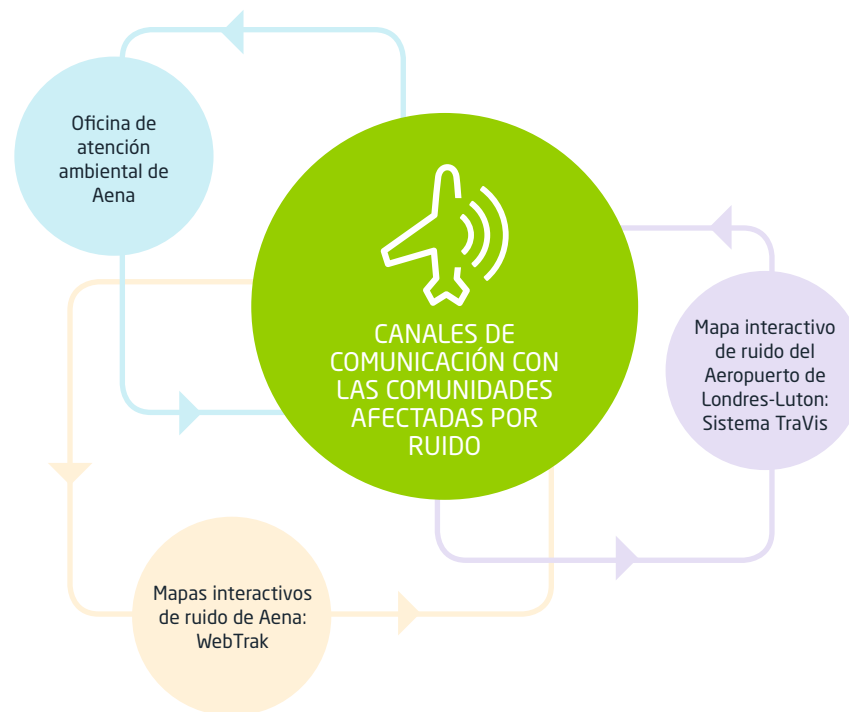 Oficina de
atención
ambiental de
Aena
CANALES DE
COMUNICACIÓN CON
LAS COMUNIDADES
AFECTADAS POR
RUIDO
Mapa interactivo
de ruido del
Aeropuerto de
Londres-Luton:
Sistema TraVis
Mapas interactivos
de ruido de Aena:
WebTrak